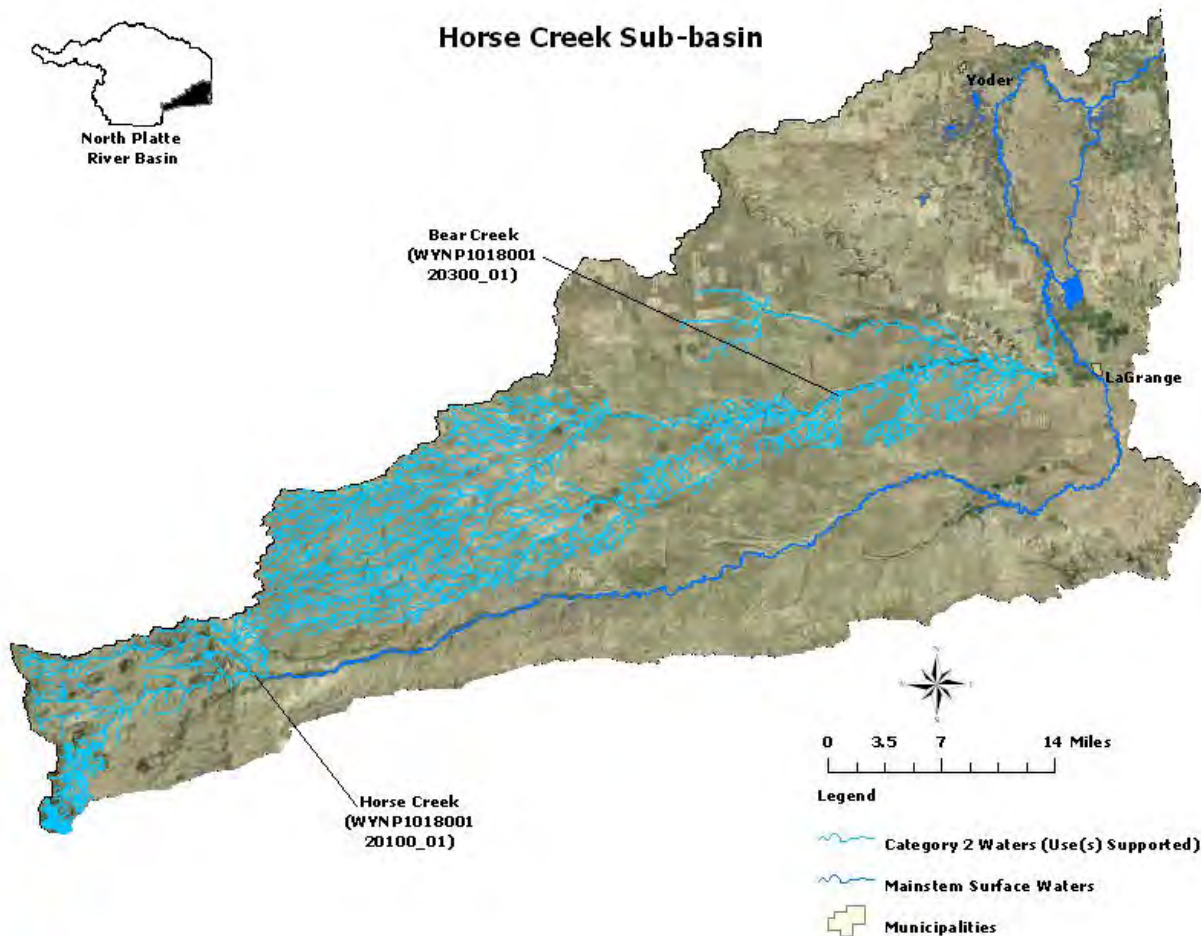 Horse Creek Sub-basin
North Platte
River Basin
Yoder
Bear Creek
(WYNP1018001
20300_01)
LaGrange
Horse Creek
(WYNP1018001
20100_01)
0 3.5 7 14 Miles
Legend
Category 2 Waters (Use(s) Supported)
Mainstem Surface Waters
Municipalities